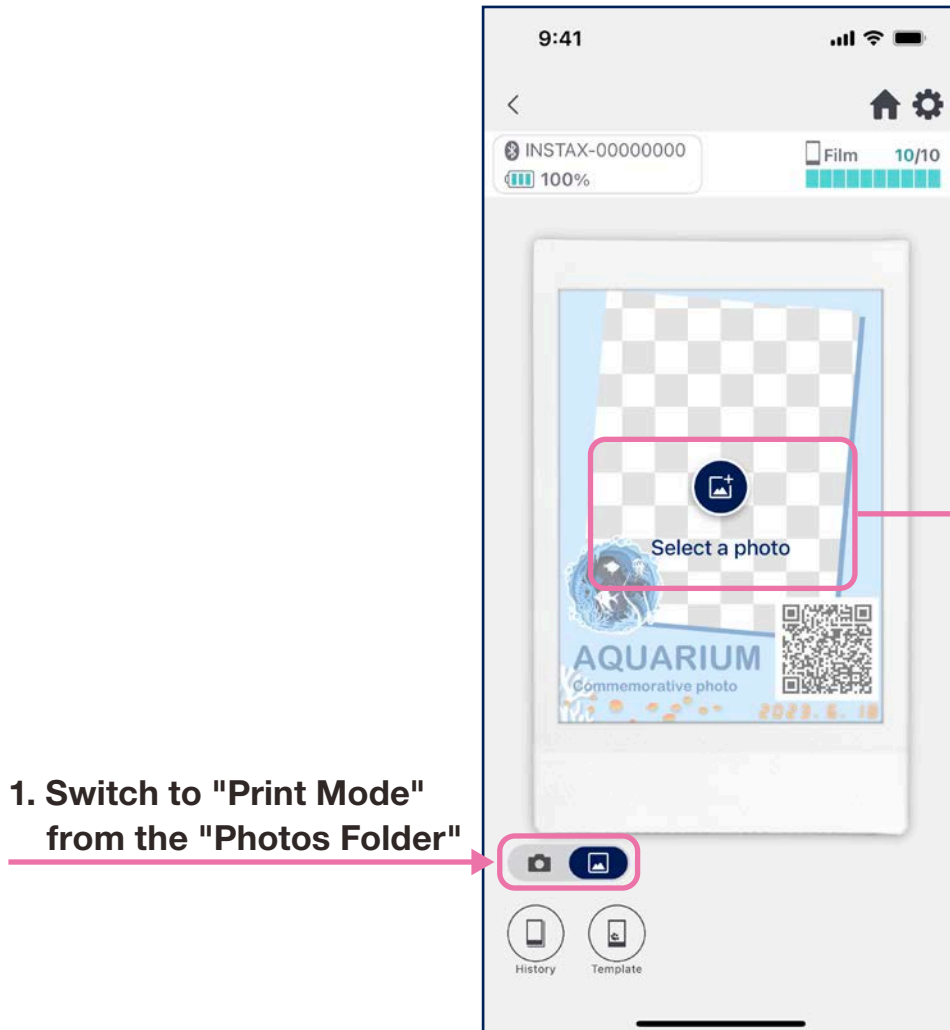 9:41
INSTAX-00000000
100%
Film 10/10
Select a photo
AQUARIUM
Commemorative photo
2023. 6. 18
1. Switch to "Print Mode"
from the "Photos Folder"
History
Template